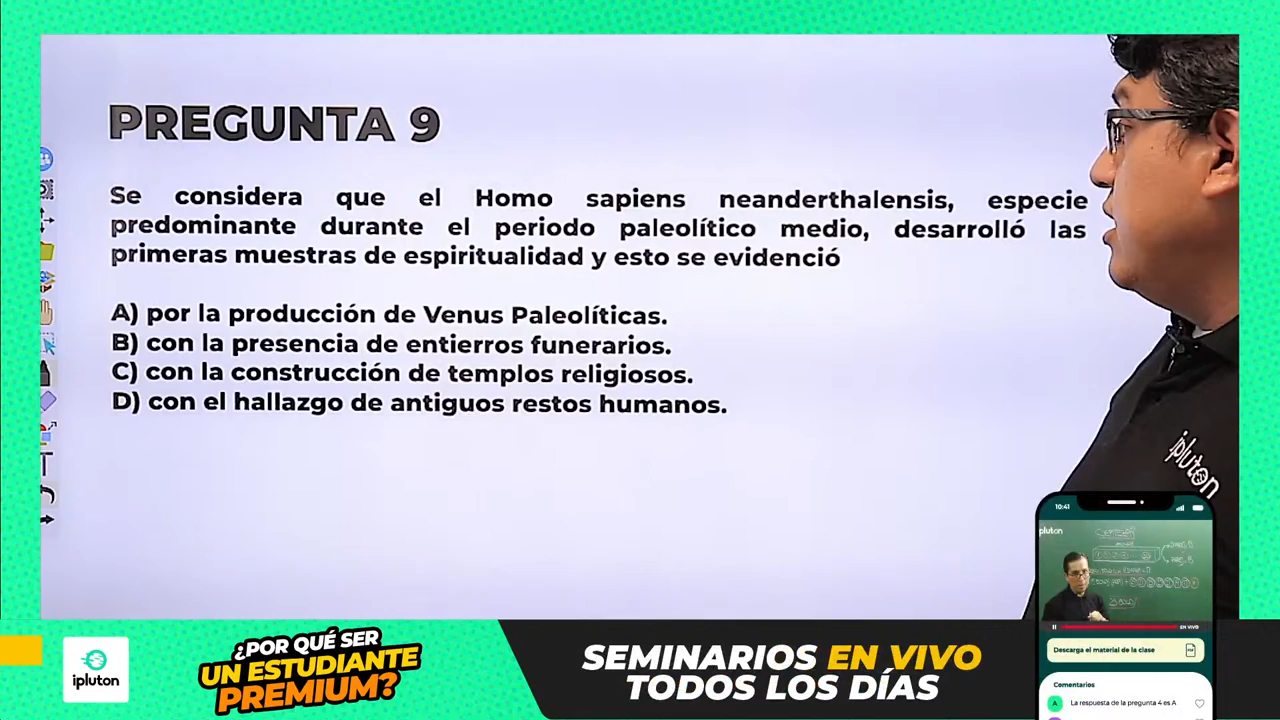 PREGUNTA 9
Se considera que el Homo sapiens neanderthalensis, especie
predominante durante el periodo paleolítico medio, desarrolló las
primeras muestras de espiritualidad y esto se evidenció
A) por la producción de Venus Paleolíticas.
B) con la presencia de entierros funerarios.
C) con la construcción de templos religiosos.
D) con el hallazgo de antiguos restos humanos.
ipluton
10:41
ipluton
EN VIVO
Descarga el material de la clase
Comentarios
A La respuesta de la pregunta 4 es A
ipluton
¿POR QUÉ SER
UN ESTUDIANTE
PREMIUM?
SEMINARIOS EN VIVO
TODOS LOS DÍAS